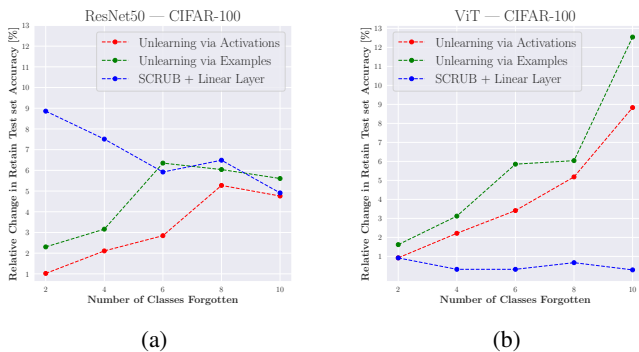 ResNet50 — CIFAR-100
Relative Change in Retain Test set Accuracy [%]
13
12
11
10
9
8
7
6
5
4
3
2
1
Unlearning via Activations
Unlearning via Examples
SCRUB + Linear Layer
2 4 6 8 10
Number of Classes Forgotten
(a)
ViT — CIFAR-100
Relative Change in Retain Test set Accuracy [%]
13
12
11
10
9
8
7
6
5
4
3
2
1
Unlearning via Activations
Unlearning via Examples
SCRUB + Linear Layer
2 4 6 8 10
Number of Classes Forgotten
(b)